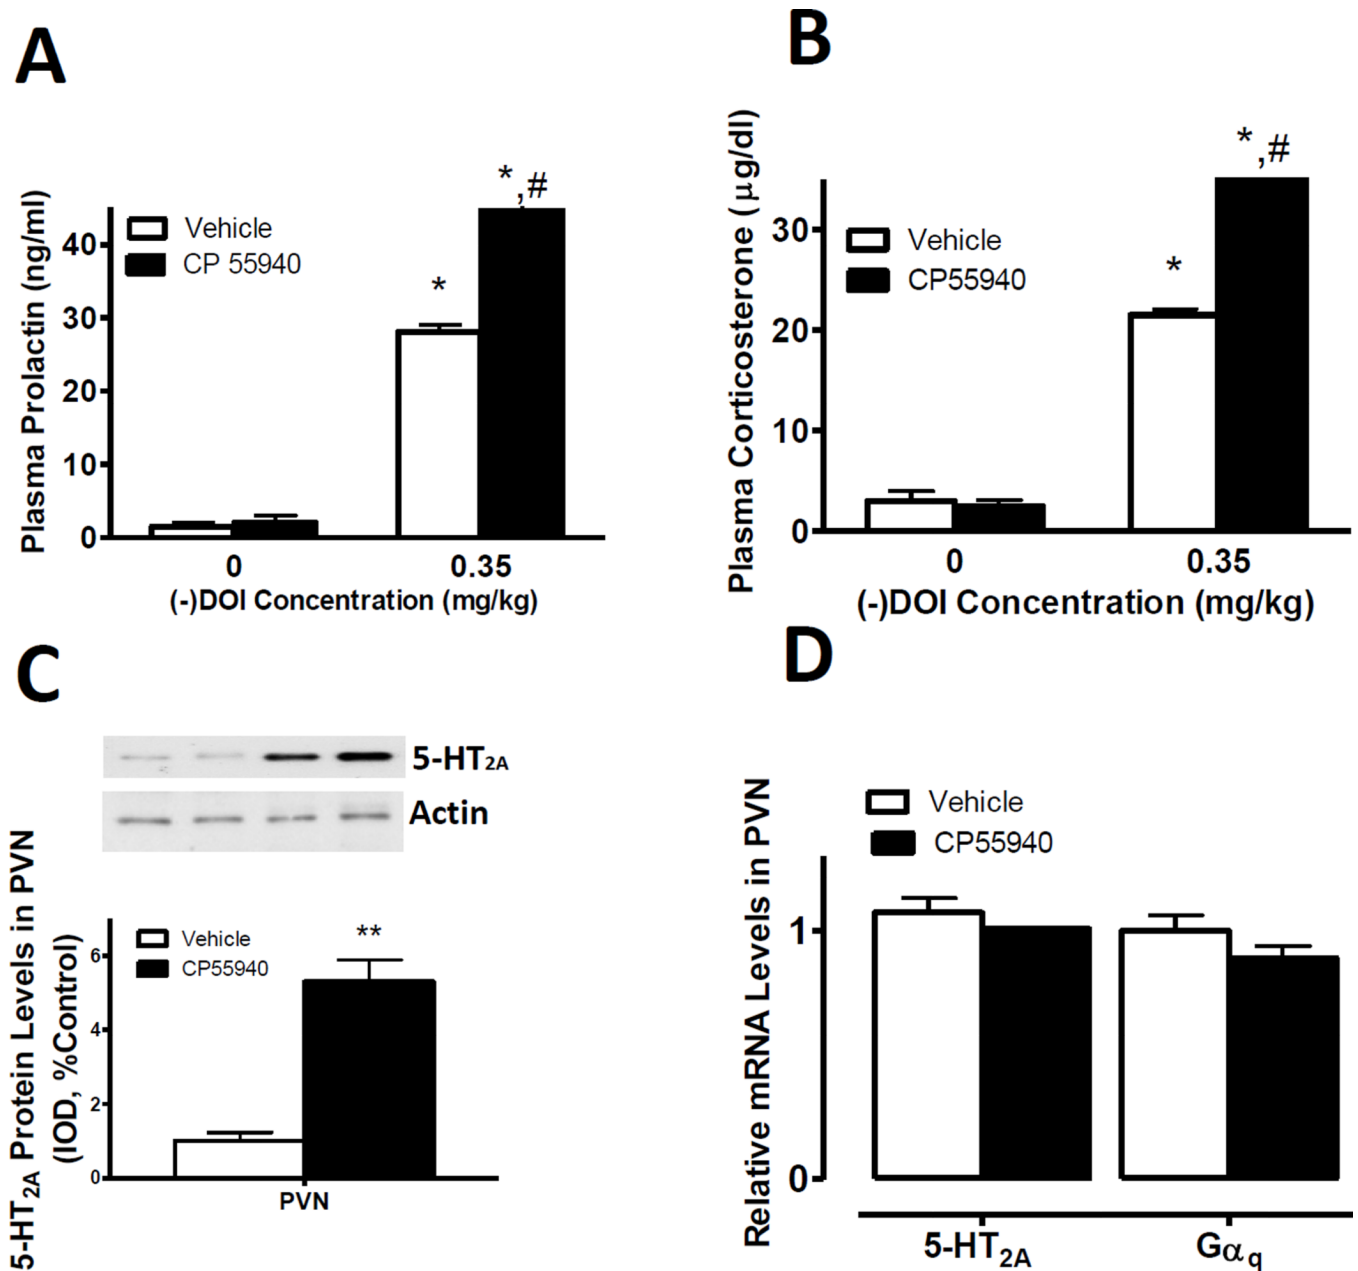 A
Plasma Prolactin (ng/ml)
40
30
20
10
0
Vehicle
CP 55940
*
*,#
0
0.35
(-)DOI Concentration (mg/kg)
B
Plasma Corticosterone (μg/dl)
30
20
10
0
Vehicle
CP55940
*
*,#
0
0.35
(-)DOI Concentration (mg/kg)
C
5-HT2A
Actin
5-HT2A Protein Levels in PVN
(IOD, %Control)
6
4
2
0
Vehicle
CP55940
**
PVN
D
Relative mRNA Levels in PVN
1
0
Vehicle
CP55940
5-HT2A
Gαq